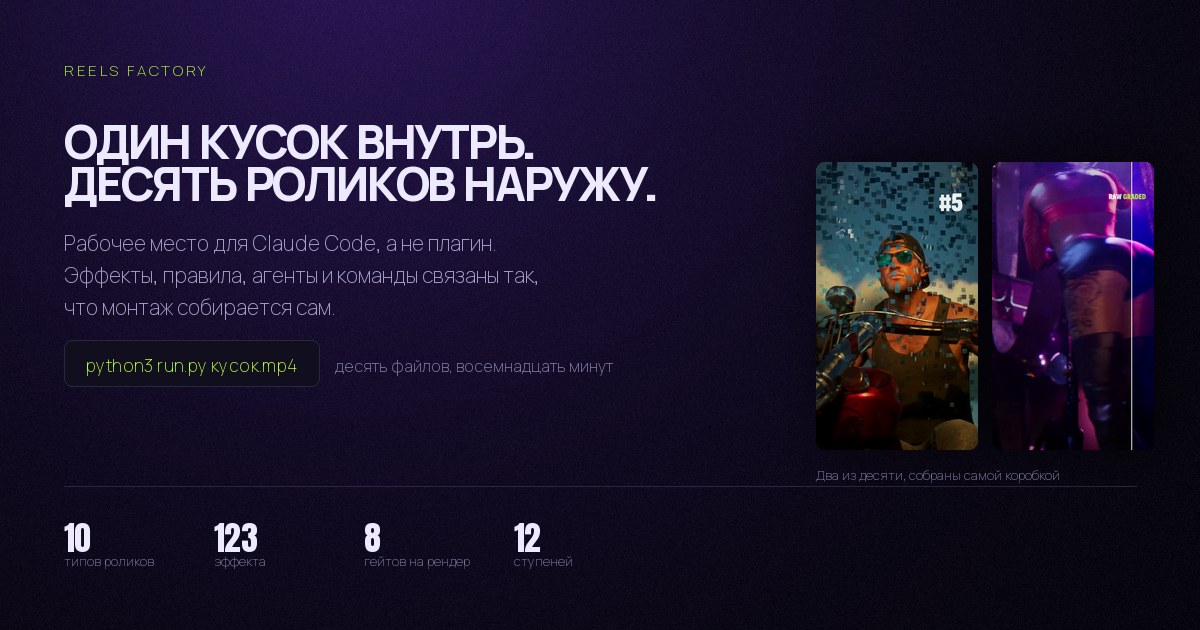 REELS FACTORY
ОДИН КУСОК ВНУТРЬ.
ДЕСЯТЬ РОЛИКОВ НАРУЖУ.
Рабочее место для Claude Code, а не плагин.
Эффекты, правила, агенты и команды связаны так,
что монтаж собирается сам.
python3 run.py кусок.mp4
десять файлов, восемнадцать минут
#5
RAW GRADED
Два из десяти, собраны самой коробкой
10
типов роликов
123
эффекта
8
гейтов на рендер
12
ступеней